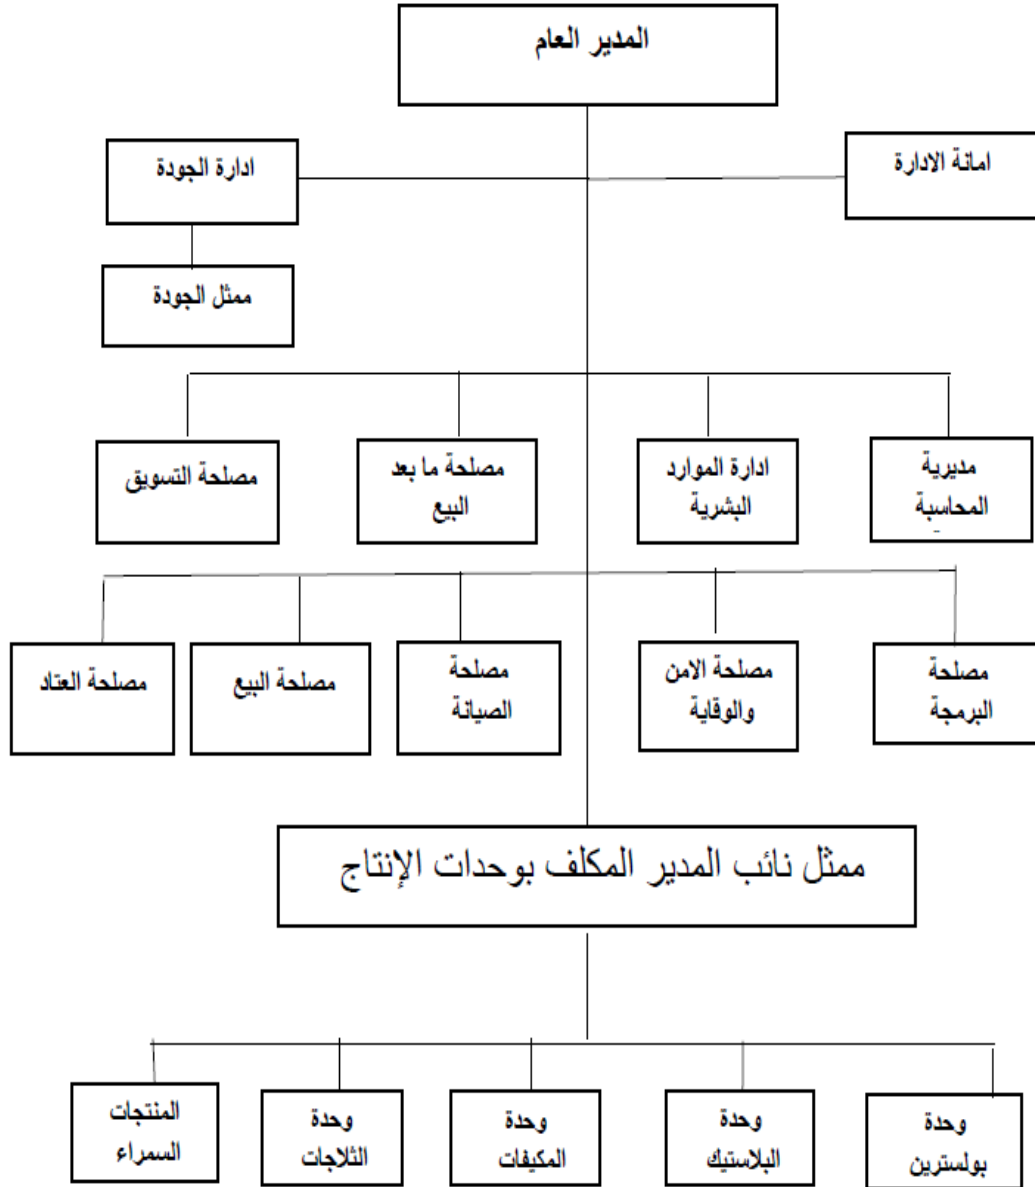 المدير العام
امانة الادارة
ادارة الجودة
ممثل الجودة
مديرية
المحاسبة
ادارة الموارد
البشرية
مصلحة ما بعد
البيع
مصلحة التسويق
مصلحة
البرمجة
مصلحة الامن
والوقاية
مصلحة
الصيانة
مصلحة البيع
مصلحة العتاد
ممثل نائب المدير المكلف بوحدات الإنتاج
وحدة
بولسترين
وحدة
البلاستيك
وحدة
المكيفات
وحدة
الثلاجات
المنتجات
السمراء